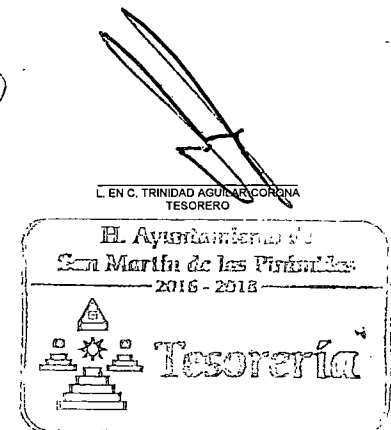 L. EN C. TRINIDAD AGUILAR CORONA
TESORERO
H. Ayuntamiento de
San Martín de las Pirámides
2016 - 2018
Tesorería